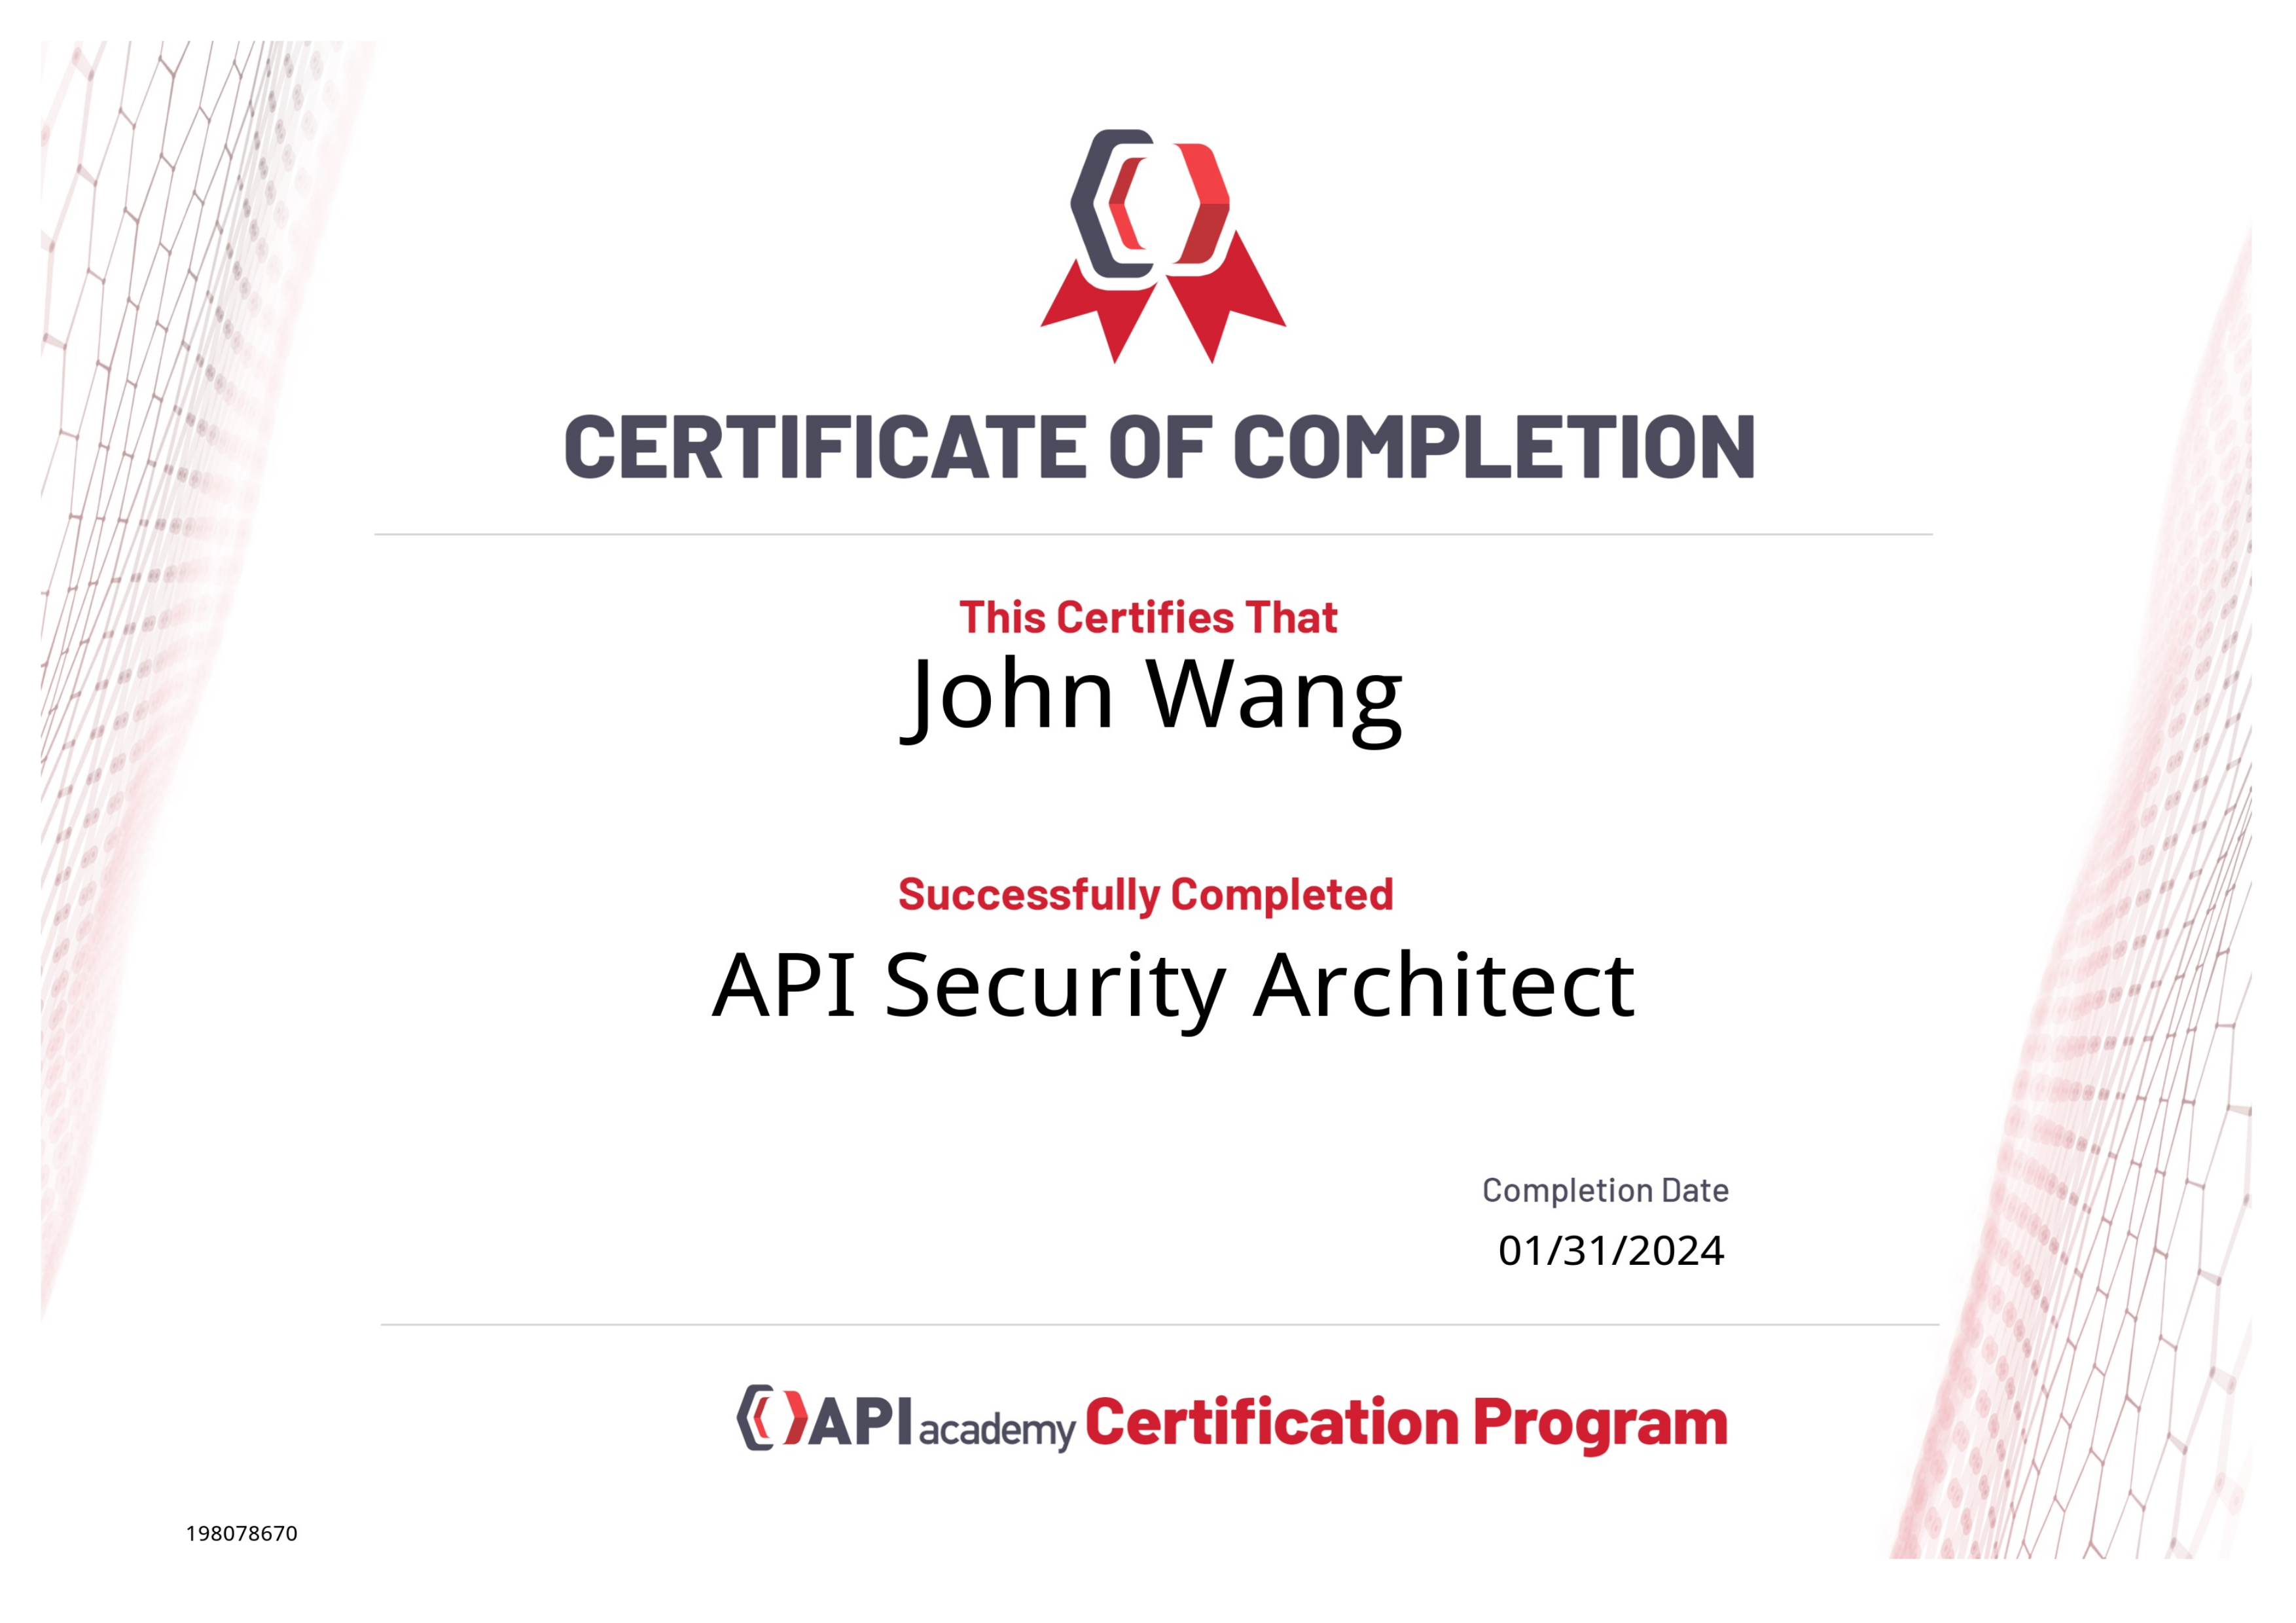 CERTIFICATE OF COMPLETION
This Certifies That
John Wang
Successfully Completed
API Security Architect
Completion Date
01/31/2024
API academy Certification Program
198078670